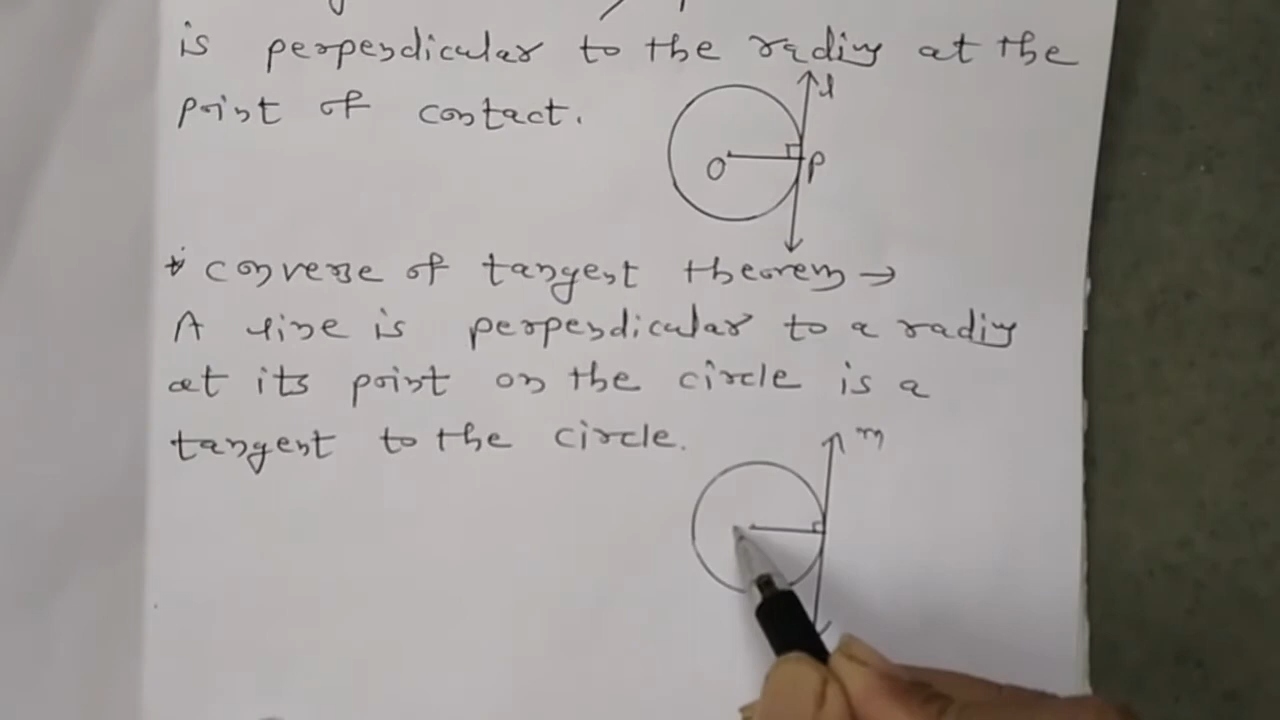 is perpendicular to the radius at the
point of contact.
l
O
P
* converse of tangent theorem →
A line is perpendicular to a radius
at its point on the circle is a
tangent to the circle.
m